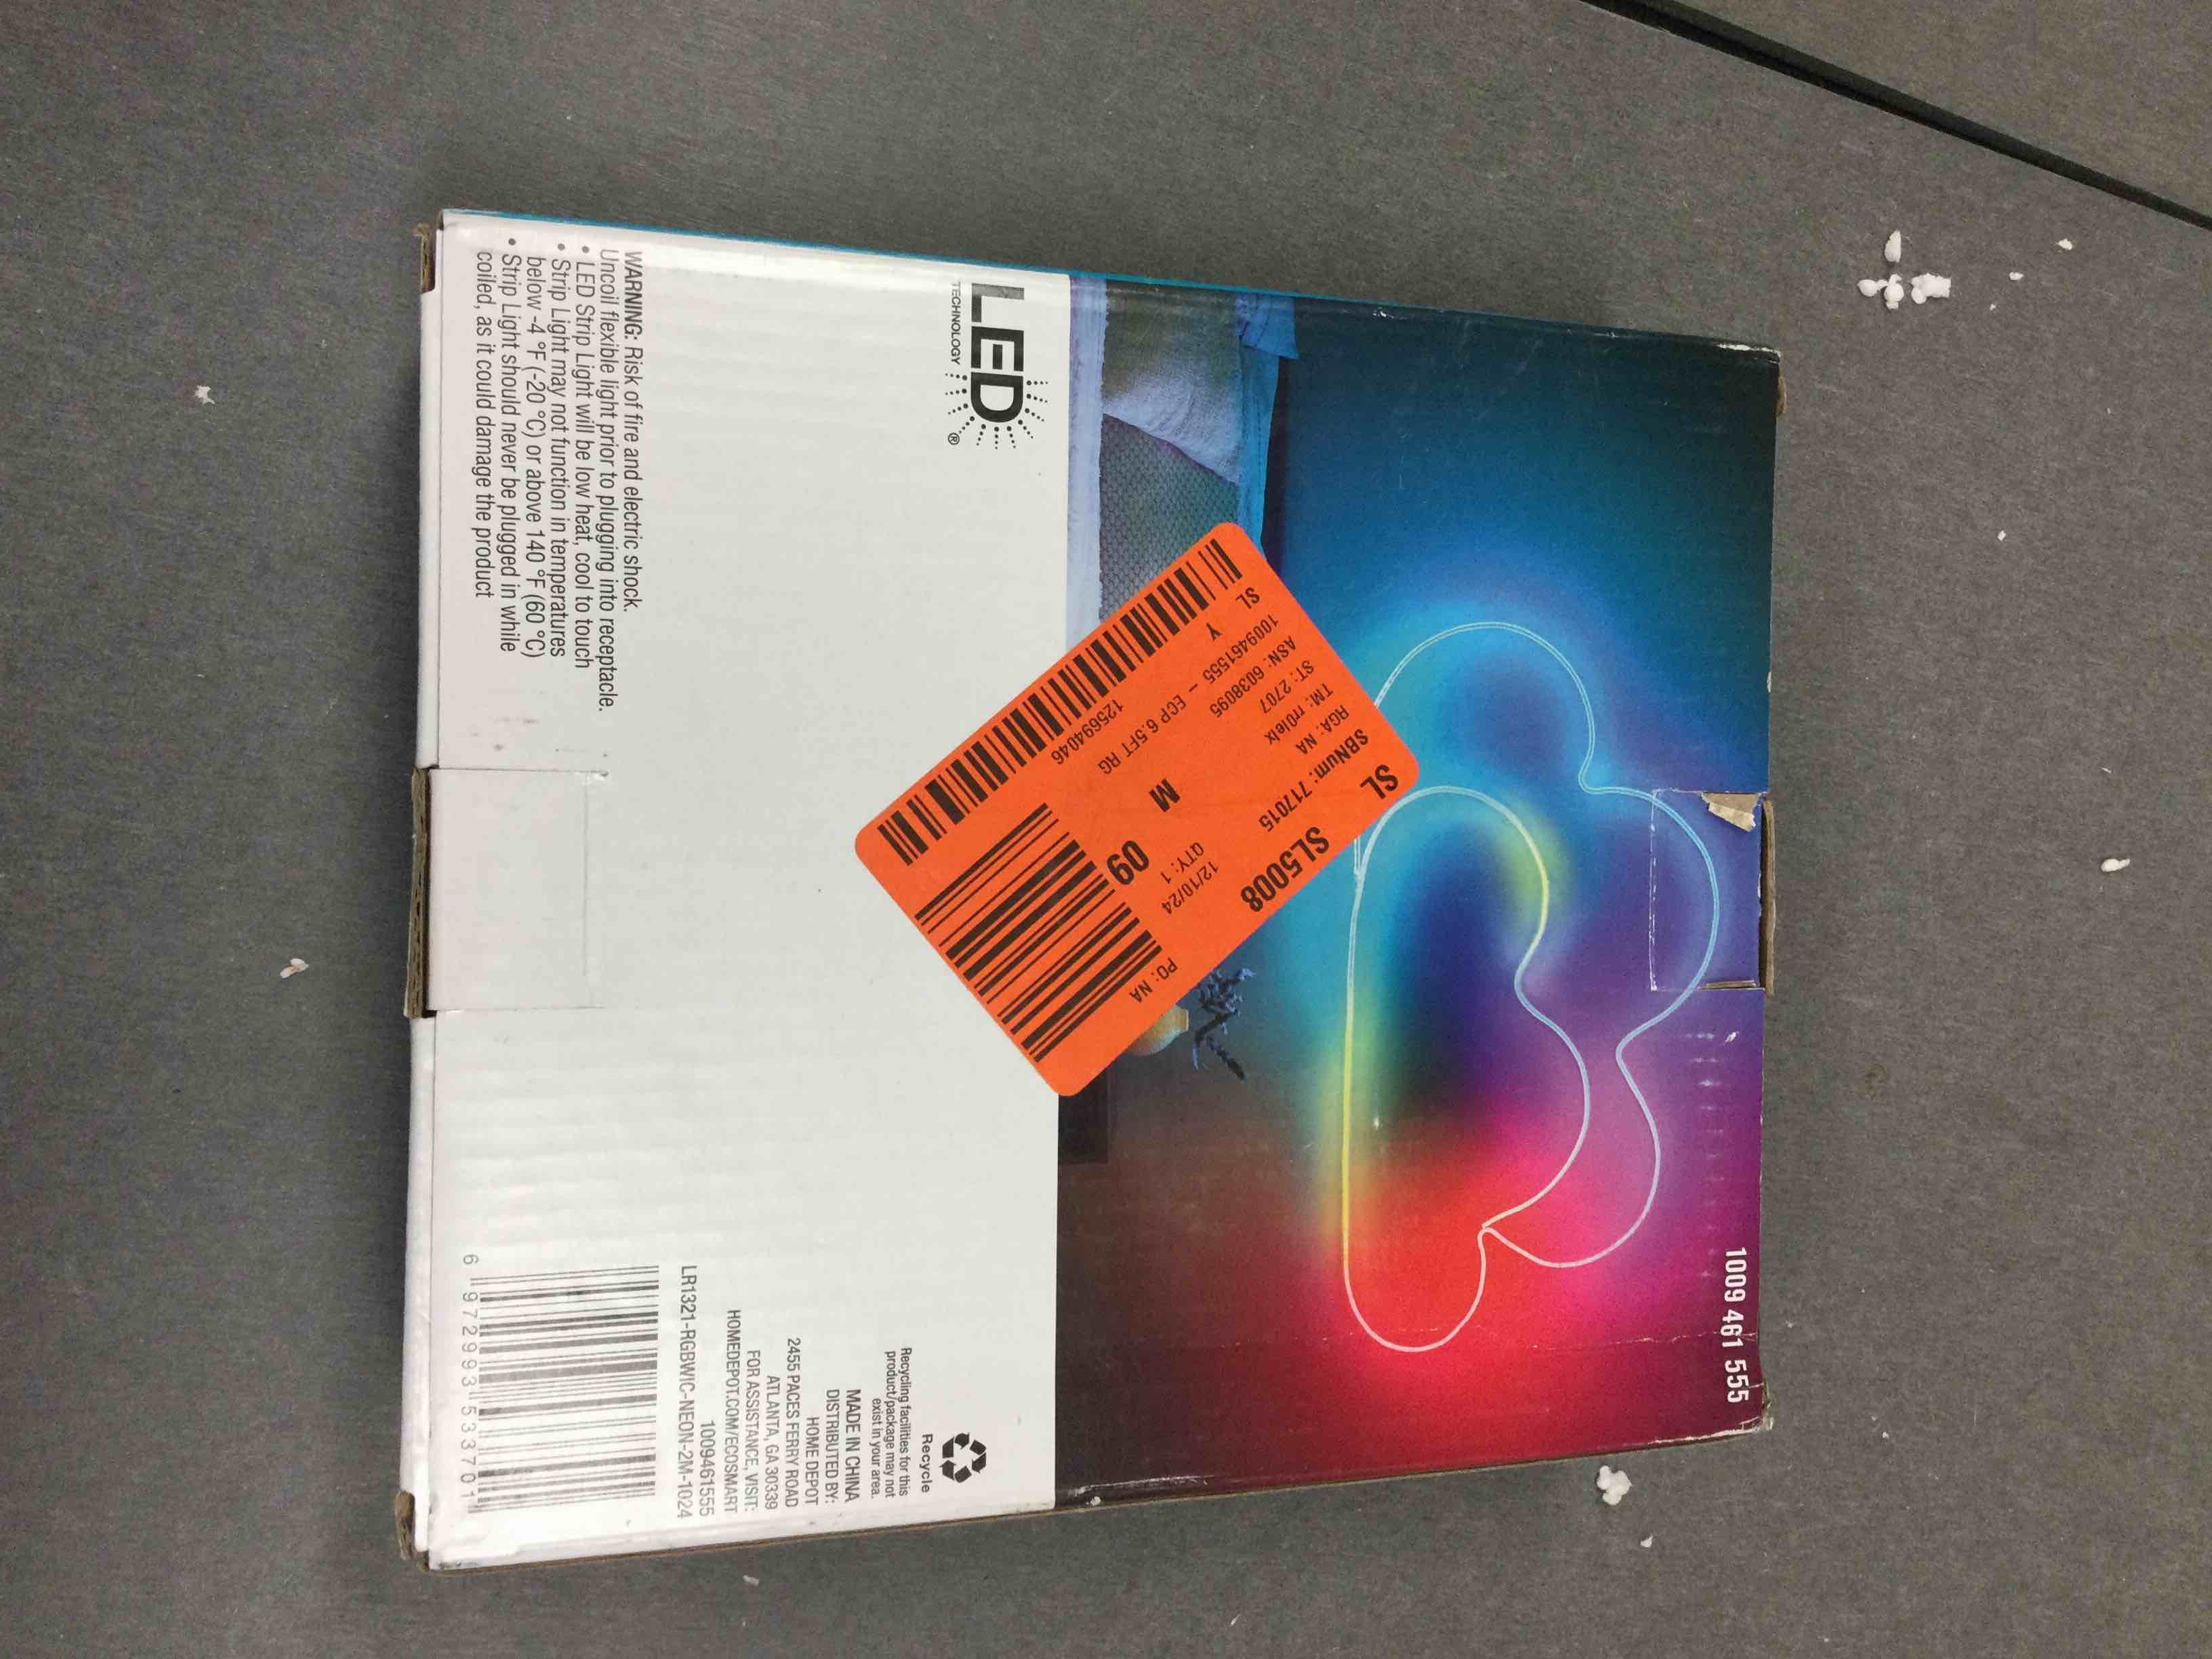 1009 461 555
LED
TECHNOLOGY
®
WARNING: Risk of fire and electric shock.
Uncoil flexible light prior to plugging into receptacle.
• LED Strip Light will be low heat, cool to touch
• Strip Light may not function in temperatures
below -4 °F (-20 °C) or above 140 °F (60 °C)
• Strip Light should never be plugged in while
coiled, as it could damage the product
Recycle
Recycling facilities for this
product/package may not
exist in your area.
MADE IN CHINA
DISTRIBUTED BY:
HOME DEPOT
2455 PACES FERRY ROAD
ATLANTA, GA 30339
FOR ASSISTANCE, VISIT:
HOMEDEPOT.COM/ECOSMART
1009461555
LR1321-RGBWIC-NEON-2M-1024
6 97299353370 1
SL SL5008
SBNum: 717015
RGA: NA 12/10/24
TM: rr0leix QTY: 1 PO: NA
ST: 2707
ASN: 6038095
1009461555 - ECP 6.5FT RG
SL Y M 09
125694046